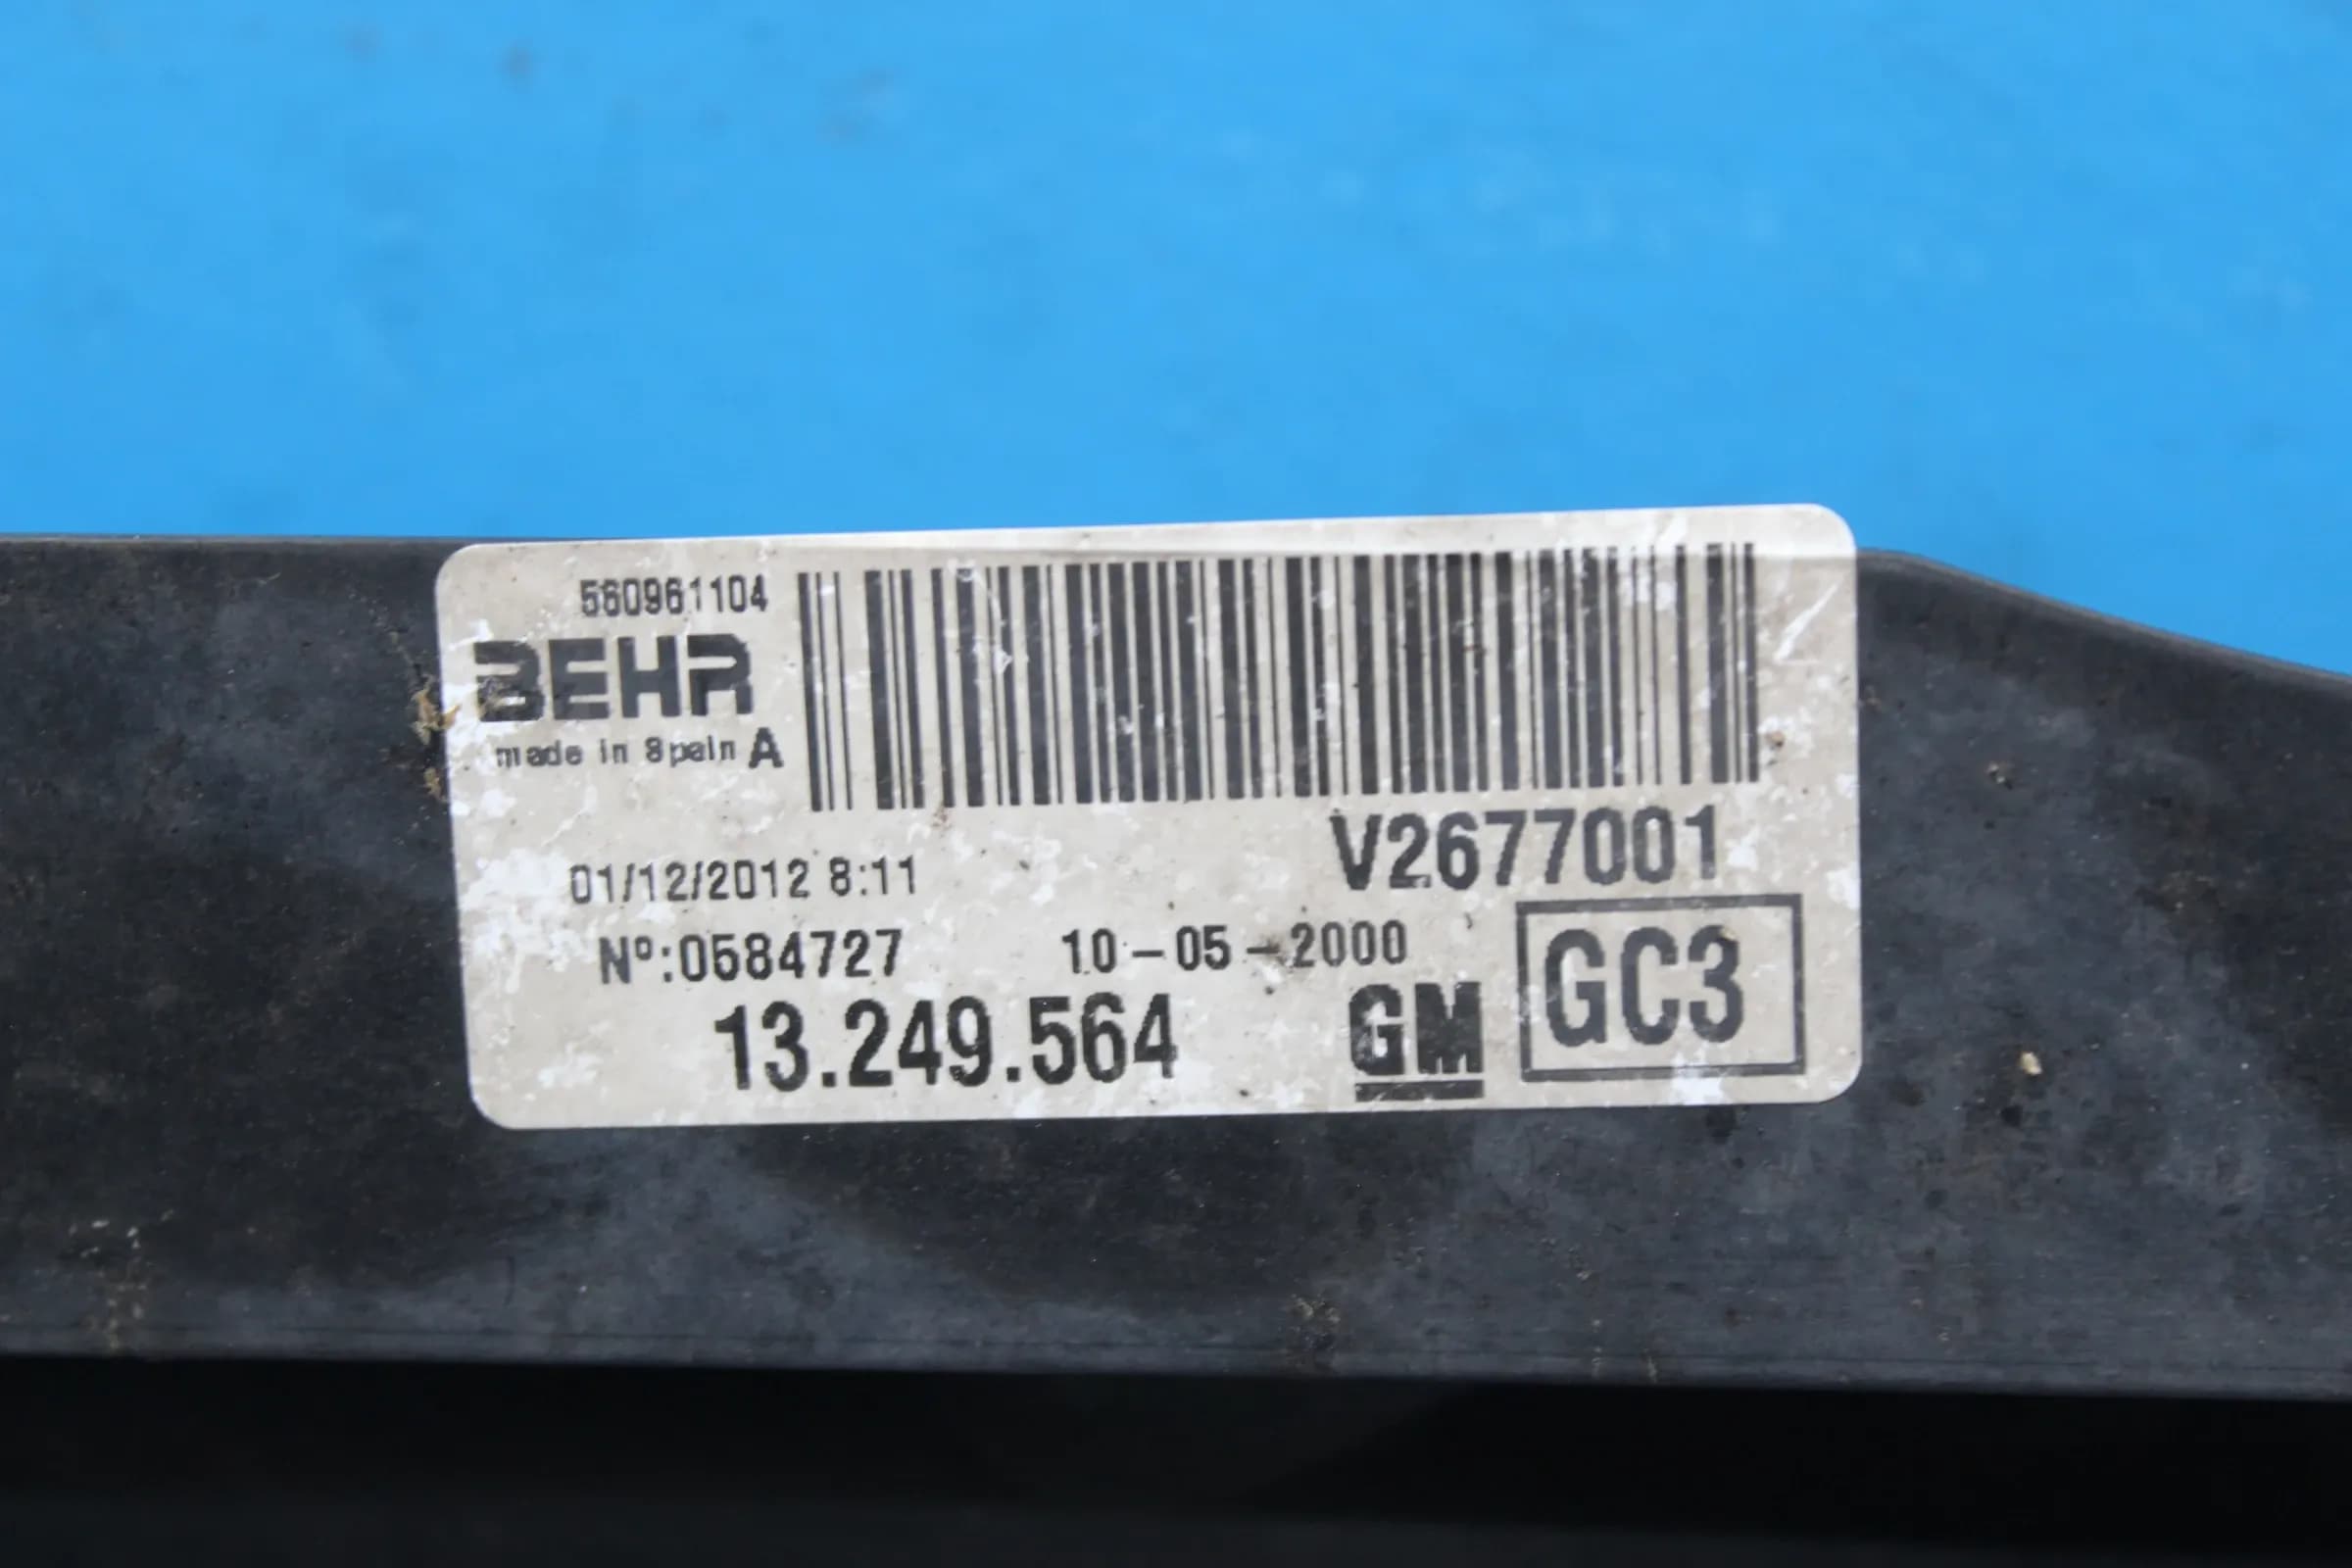 560961104
BEHR
made in Spain A
V2677001
01/12/2012 8:11
Nº:0584727
10-05-2000
13.249.564
GM
GC3